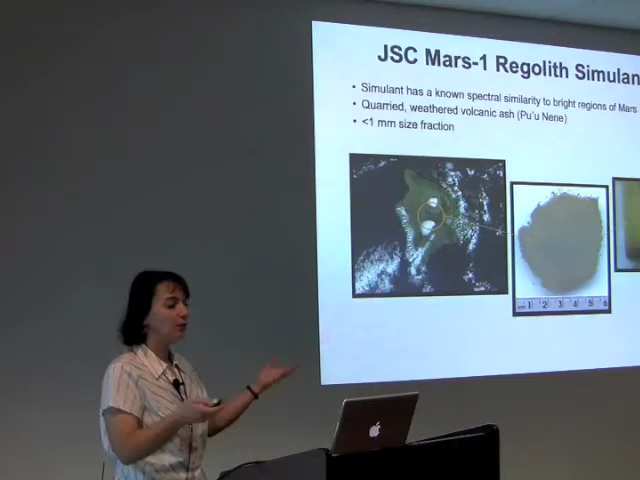 JSC Mars-1 Regolith Simulan
• Simulant has a known spectral similarity to bright regions of Mars
• Quarried, weathered volcanic ash (Pu'u Nene)
• <1 mm size fraction
cm 1 2 3 4 5 6